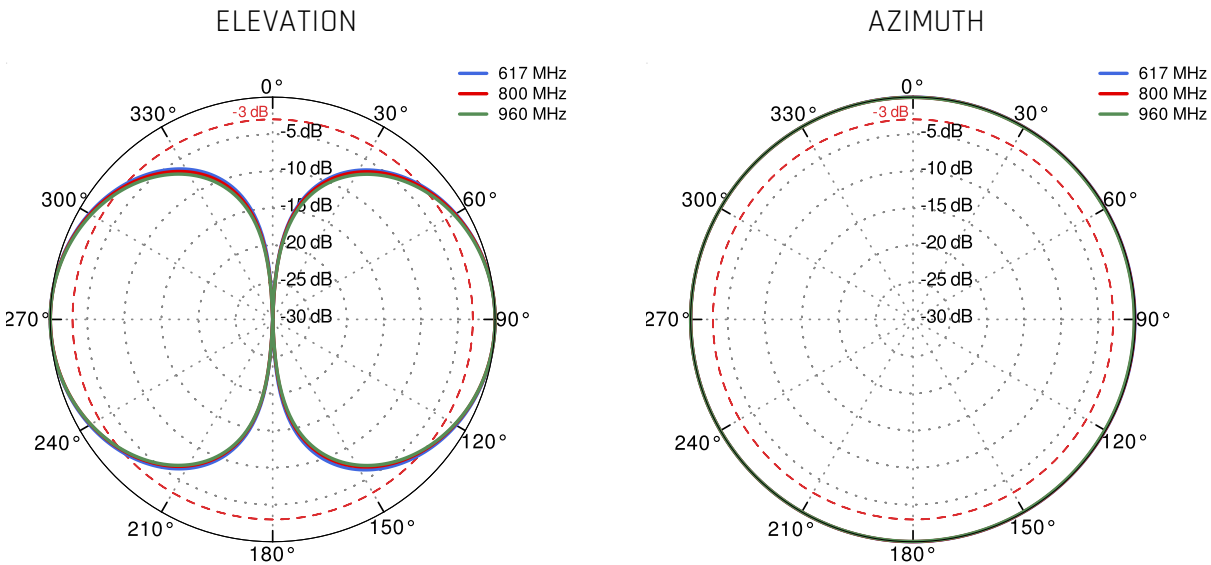 ELEVATION
617 MHz
800 MHz
960 MHz
0°
330°
30°
-3 dB
-5 dB
-10 dB
300°
60°
-15 dB
-20 dB
-25 dB
-30 dB
270°
90°
240°
120°
210°
150°
180°
AZIMUTH
617 MHz
800 MHz
960 MHz
0°
330°
30°
-3 dB
-5 dB
-10 dB
300°
60°
-15 dB
-20 dB
-25 dB
-30 dB
270°
90°
240°
120°
210°
150°
180°